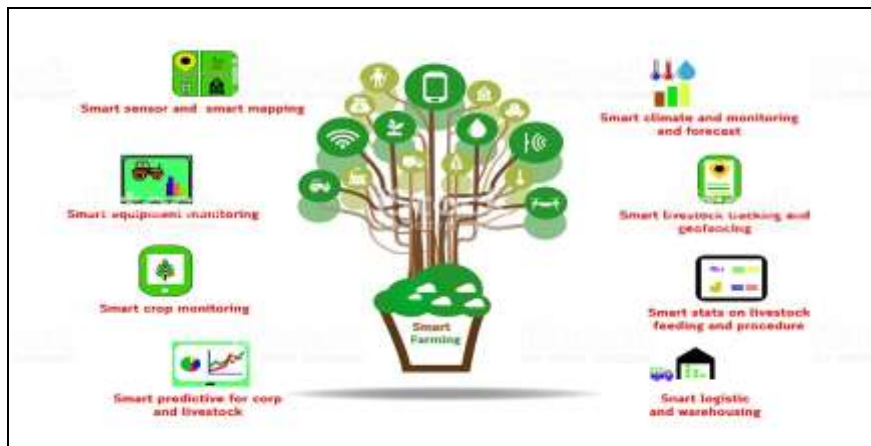 Smart sensor and smart mapping
Smart equipment monitoring
Smart crop monitoring
Smart predictive for corp
and livestock
Smart
Farming
Smart climate and monitoring
and forecast
Smart livestock tracking and
geofencing
Smart stats on livestock
feeding and procedure
Snart logistic
and warehousing